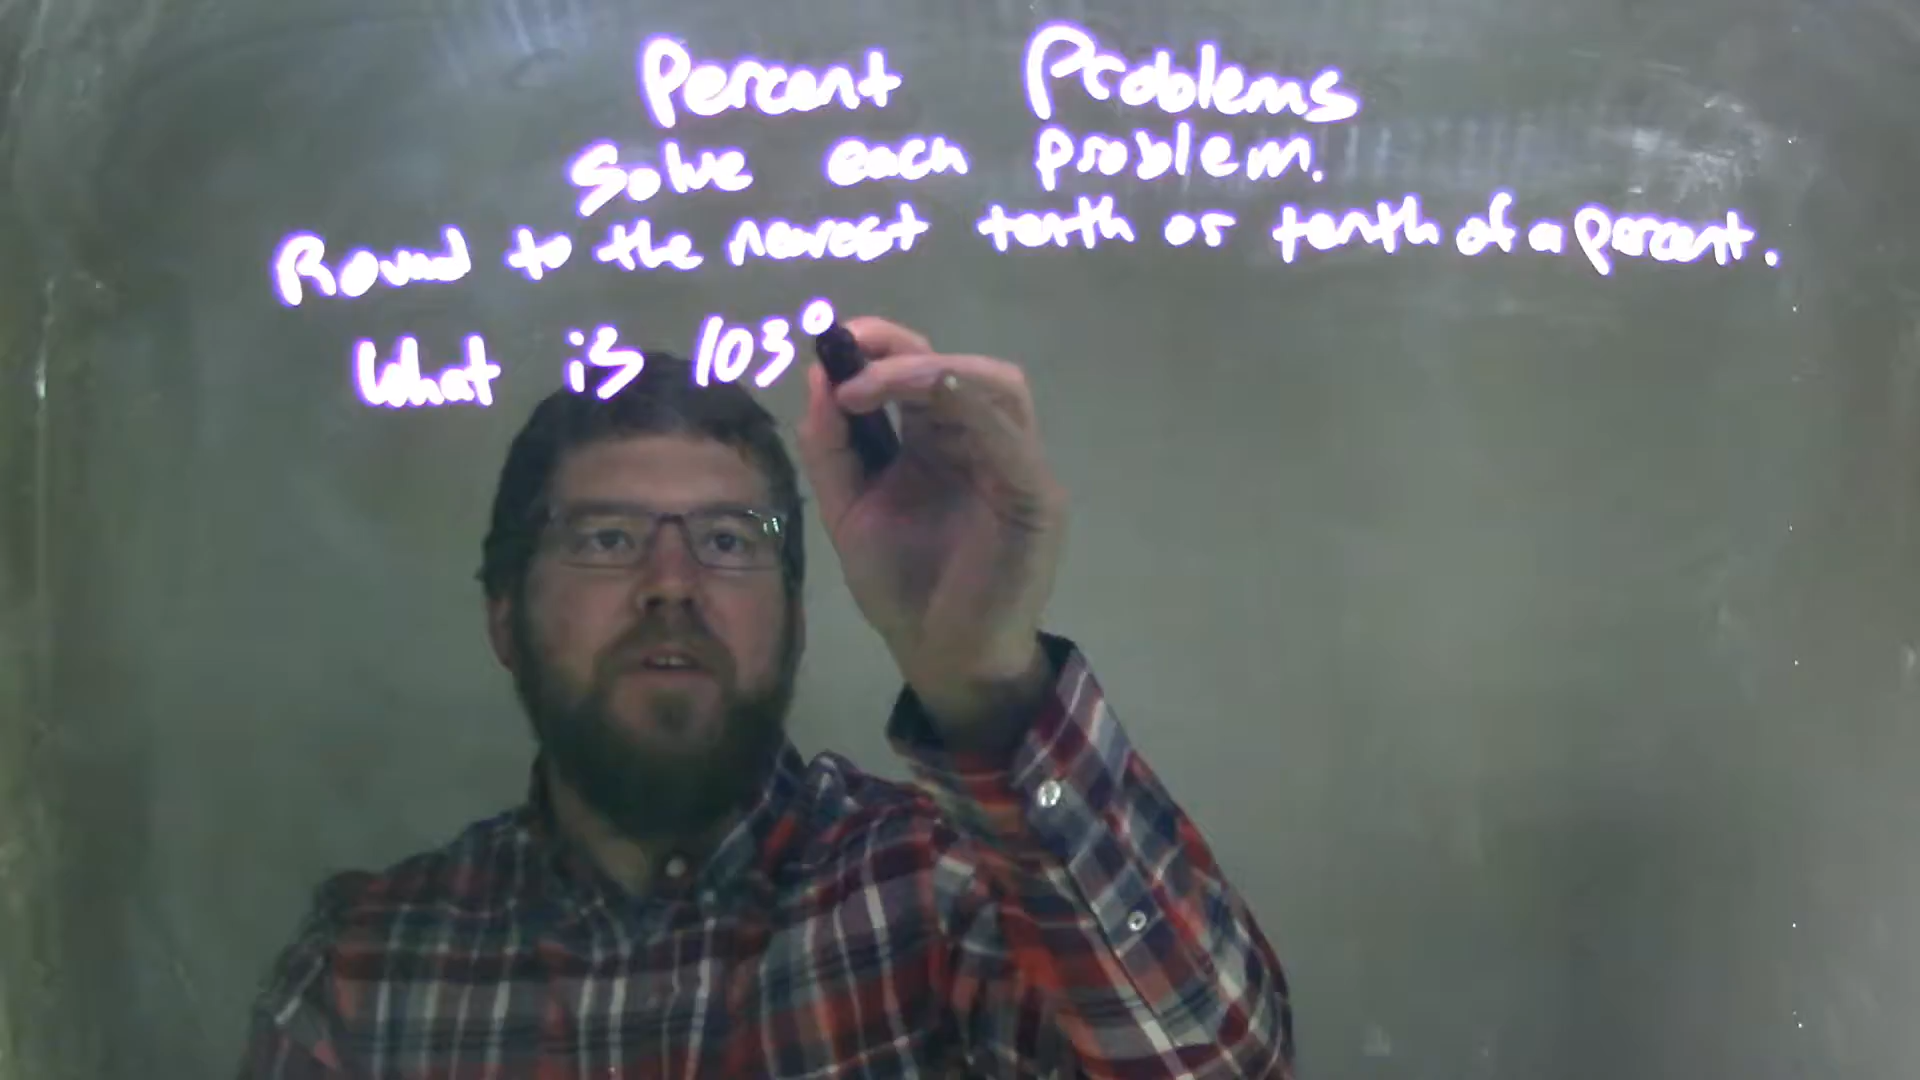 Percent Problems
Solve each problem.
Round to the nearest tenth or tenth of a percent.
What is 103°